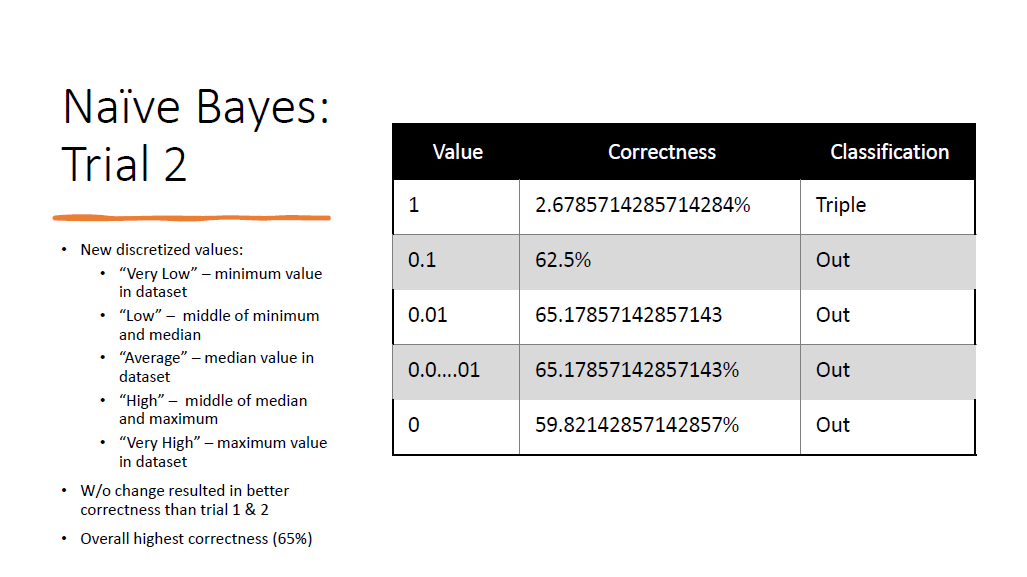 Naïve Bayes:
Trial 2
• New discretized values:
• “Very Low” – minimum value
in dataset
• “Low” – middle of minimum
and median
• “Average” – median value in
dataset
• “High” – middle of median
and maximum
• “Very High” – maximum value
in dataset
• W/o change resulted in better
correctness than trial 1 & 2
• Overall highest correctness (65%)
Value Correctness Classification
1 2.6785714285714284% Triple
0.1 62.5% Out
0.01 65.17857142857143 Out
0.0....01 65.17857142857143% Out
0 59.82142857142857% Out